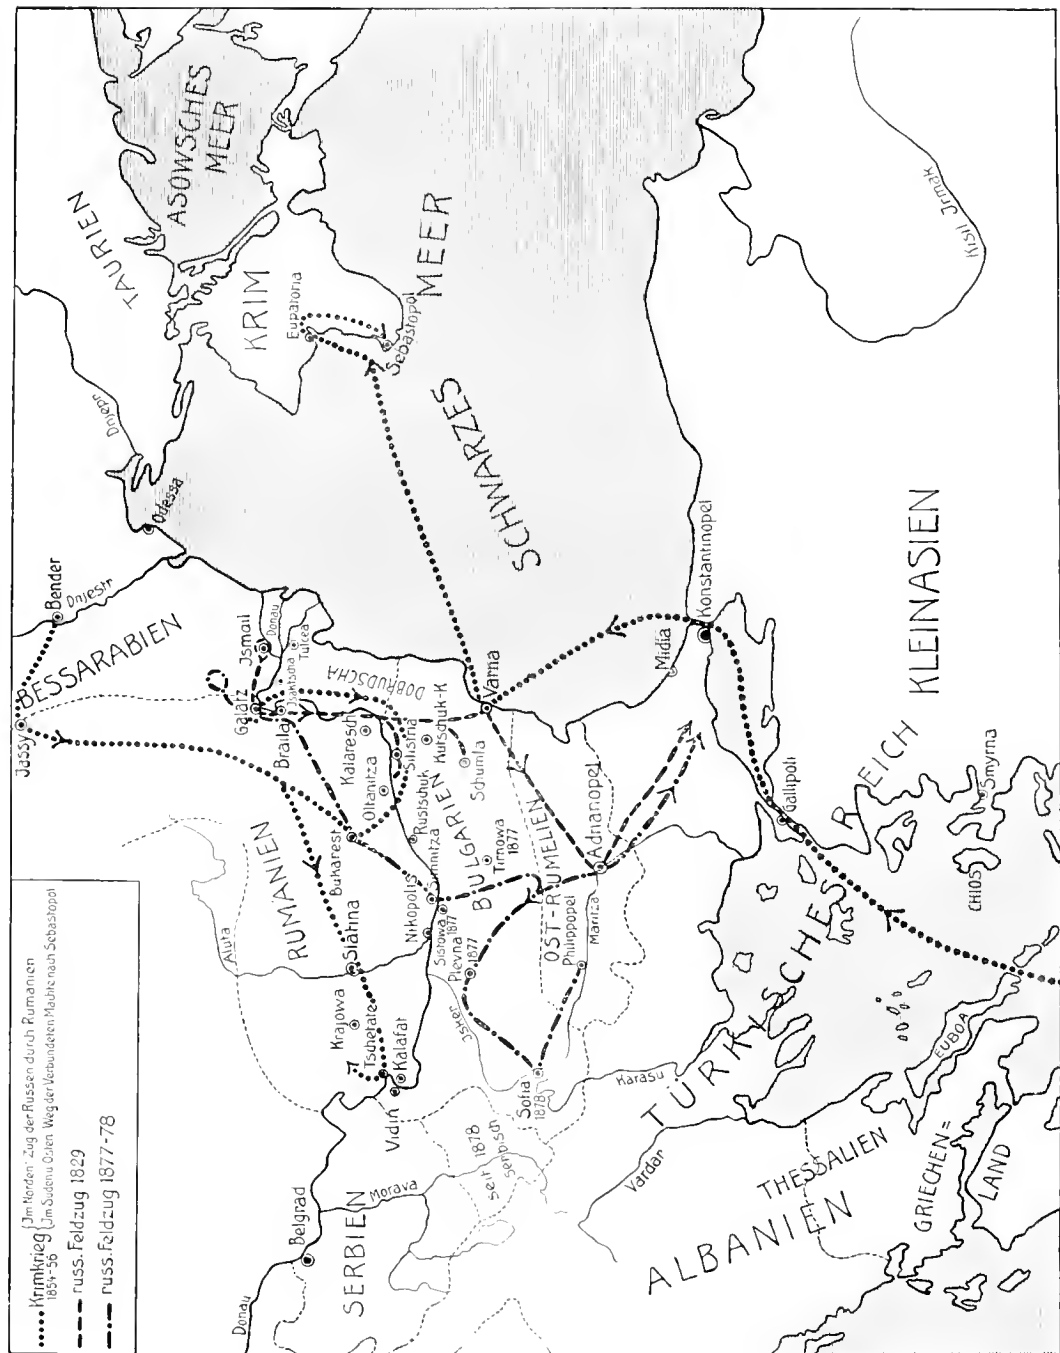 Krimkrieg
1854-56
Jm Norden: Zug der Russen durch Rumänien
Jm Süden u Osten Weg der Verbündeten Mächte nach Sebastopol
russ. Feldzug 1829
russ. Feldzug 1877-78
TAURIEN
ASOWSCHES
MEER
KRIM
Eupatoria
Sebastopol
Dnjepr
Odessa
Bender
Dnjestr
Jassy
BESSARABIEN
SCHWARZES
MEER
Krisil Jrmak
Galatz
Jsmail
Donau
Jsaktscha
Tulcea
Braila
DOBRUDSCHA
Kalaresch
Oltanitza
Silistria
Kutschuk-K
Varna
Schumla
Rustschuk
Bukarest
RUMANIEN
Aluta
Slatina
Simnitza
Nikopolis
Sistowa
1877
Plevna
1877
BULGARIEN
Tirnowa
1877
Krajowa
Tschetate
Kalafat
Vidin
Jsker
OST-RUMELIEN
Philippopel
Maritza
Adrianopel
Sofia
1878
Karasu
Midia
Konstantinopel
Gallipoli
KLEINASIEN
TÜRKISCHES REICH
Smyrna
CHIOS
EUBOA
Belgrad
Donau
SERBIEN
Morava
seit 1878
serbisch
Vardar
THESSALIEN
ALBANIEN
GRIECHEN=
LAND